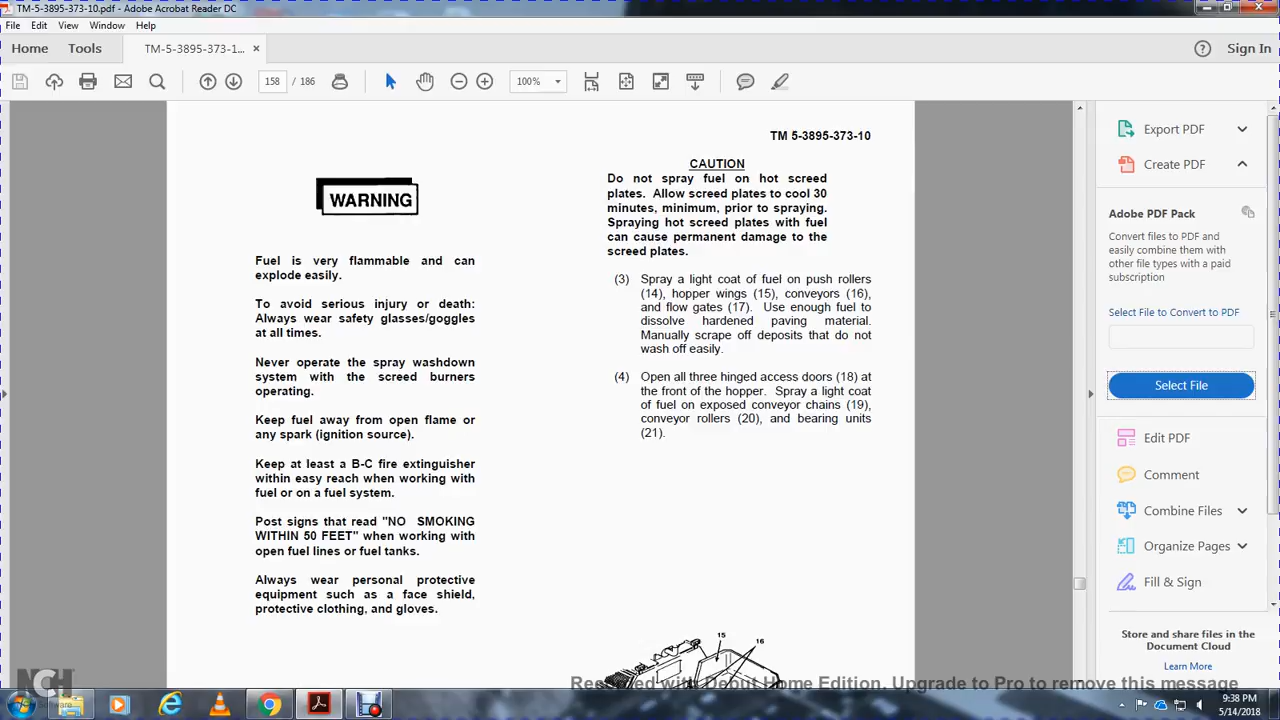 TM-5-3895-373-10.pdf - Adobe Acrobat Reader DC
File Edit View Window Help
Home Tools TM-5-3895-373-1... × Sign In
158 / 186 100%
TM 5-3895-373-10
WARNING
Fuel is very flammable and can
explode easily.
To avoid serious injury or death:
Always wear safety glasses/goggles
at all times.
Never operate the spray washdown
system with the screed burners
operating.
Keep fuel away from open flame or
any spark (ignition source).
Keep at least a B-C fire extinguisher
within easy reach when working with
fuel or on a fuel system.
Post signs that read "NO SMOKING
WITHIN 50 FEET" when working with
open fuel lines or fuel tanks.
Always wear personal protective
equipment such as a face shield,
protective clothing, and gloves.
CAUTION
Do not spray fuel on hot screed
plates. Allow screed plates to cool 30
minutes, minimum, prior to spraying.
Spraying hot screed plates with fuel
can cause permanent damage to the
screed plates.
(3) Spray a light coat of fuel on push rollers
(14), hopper wings (15), conveyors (16),
and flow gates (17). Use enough fuel to
dissolve hardened paving material.
Manually scrape off deposits that do not
wash off easily.
(4) Open all three hinged access doors (18) at
the front of the hopper. Spray a light coat
of fuel on exposed conveyor chains (19),
conveyor rollers (20), and bearing units
(21).
15
16
Export PDF
Create PDF
Adobe PDF Pack
Convert files to PDF and
easily combine them with
other file types with a paid
subscription
Select File to Convert to PDF
Select File
Edit PDF
Comment
Combine Files
Organize Pages
Fill & Sign
Store and share files in the
Document Cloud
Learn More
NCH
Recorded with Debut Home Edition. Upgrade to Pro to remove this message
9:38 PM
5/14/2018